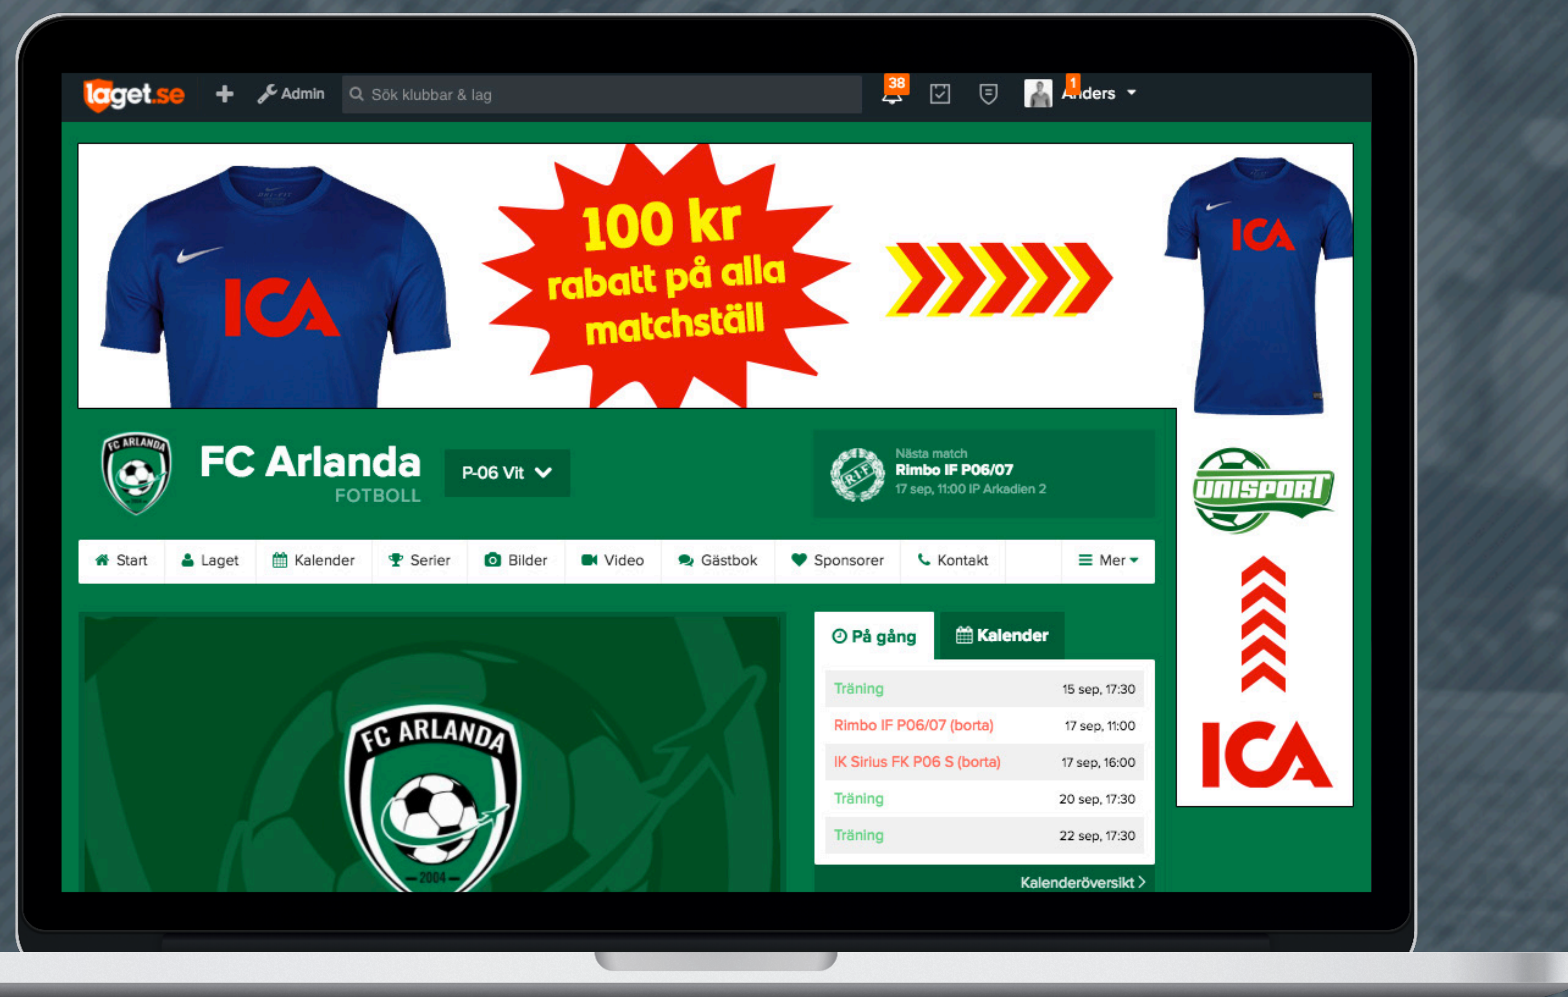 laget.se
Admin
Sök klubbar & lag
38
1
Anders
ICA
100 kr
rabatt på alla
matchställ
ICA
FC ARLANDA
FC Arlanda
FOTBOLL
P-06 Vit
RIF
Nästa match
Rimbo IF P06/07
17 sep, 11:00 IP Arkadien 2
UNISPORT
Start
Laget
Kalender
Serier
Bilder
Video
Gästbok
Sponsorer
Kontakt
Mer
På gång
Kalender
Träning 15 sep, 17:30
Rimbo IF P06/07 (borta) 17 sep, 11:00
IK Sirius FK P06 S (borta) 17 sep, 16:00
Träning 20 sep, 17:30
Träning 22 sep, 17:30
Kalenderöversikt
ICA
FC ARLANDA
2004